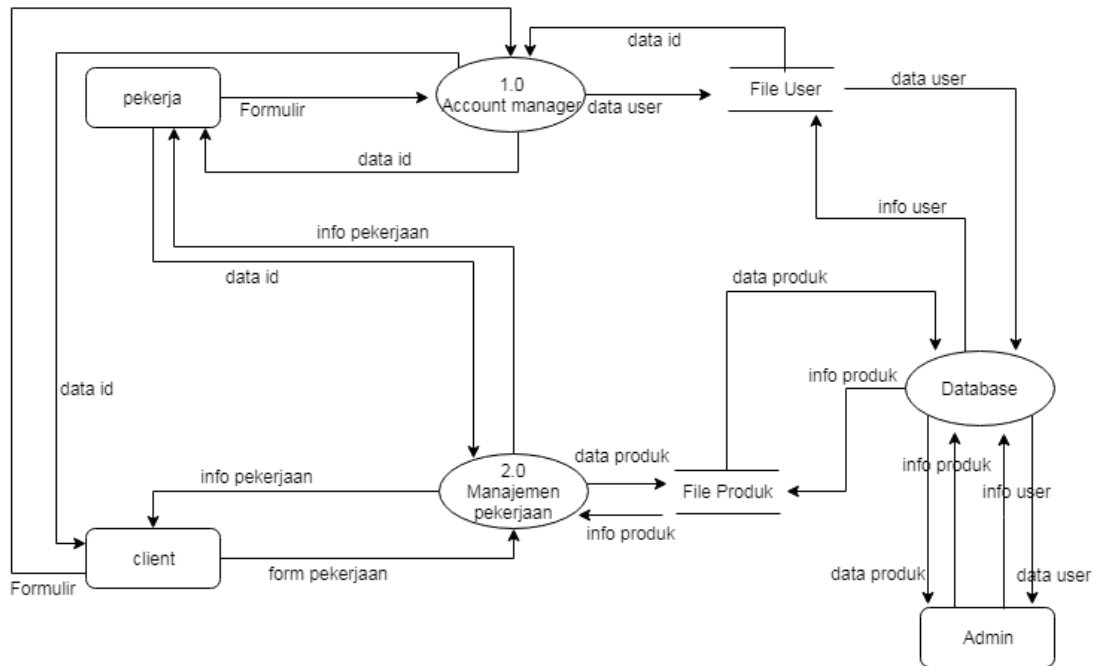 data id
1.0
Account manager
File User
data user
pekerja
Formulir
data user
data id
info user
info pekerjaan
data id
data produk
info produk
Database
data id
2.0
Manajemen
pekerjaan
data produk
info produk
info pekerjaan
File Produk
info user
info produk
client
form pekerjaan
data produk
data user
Formulir
Admin